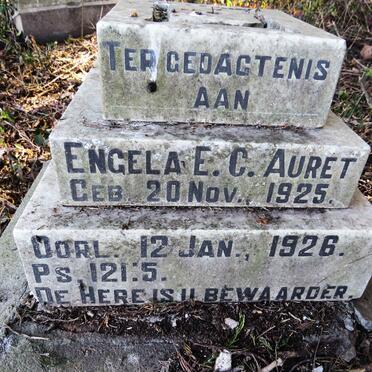 TER GEDAGTENIS
AAN
ENGELA E. C. AURET
GEB. 20 NOV., 1925.
OORL. 12 JAN., 1926.
PS. 121:5.
DE HERE IS U BEWAARDER.